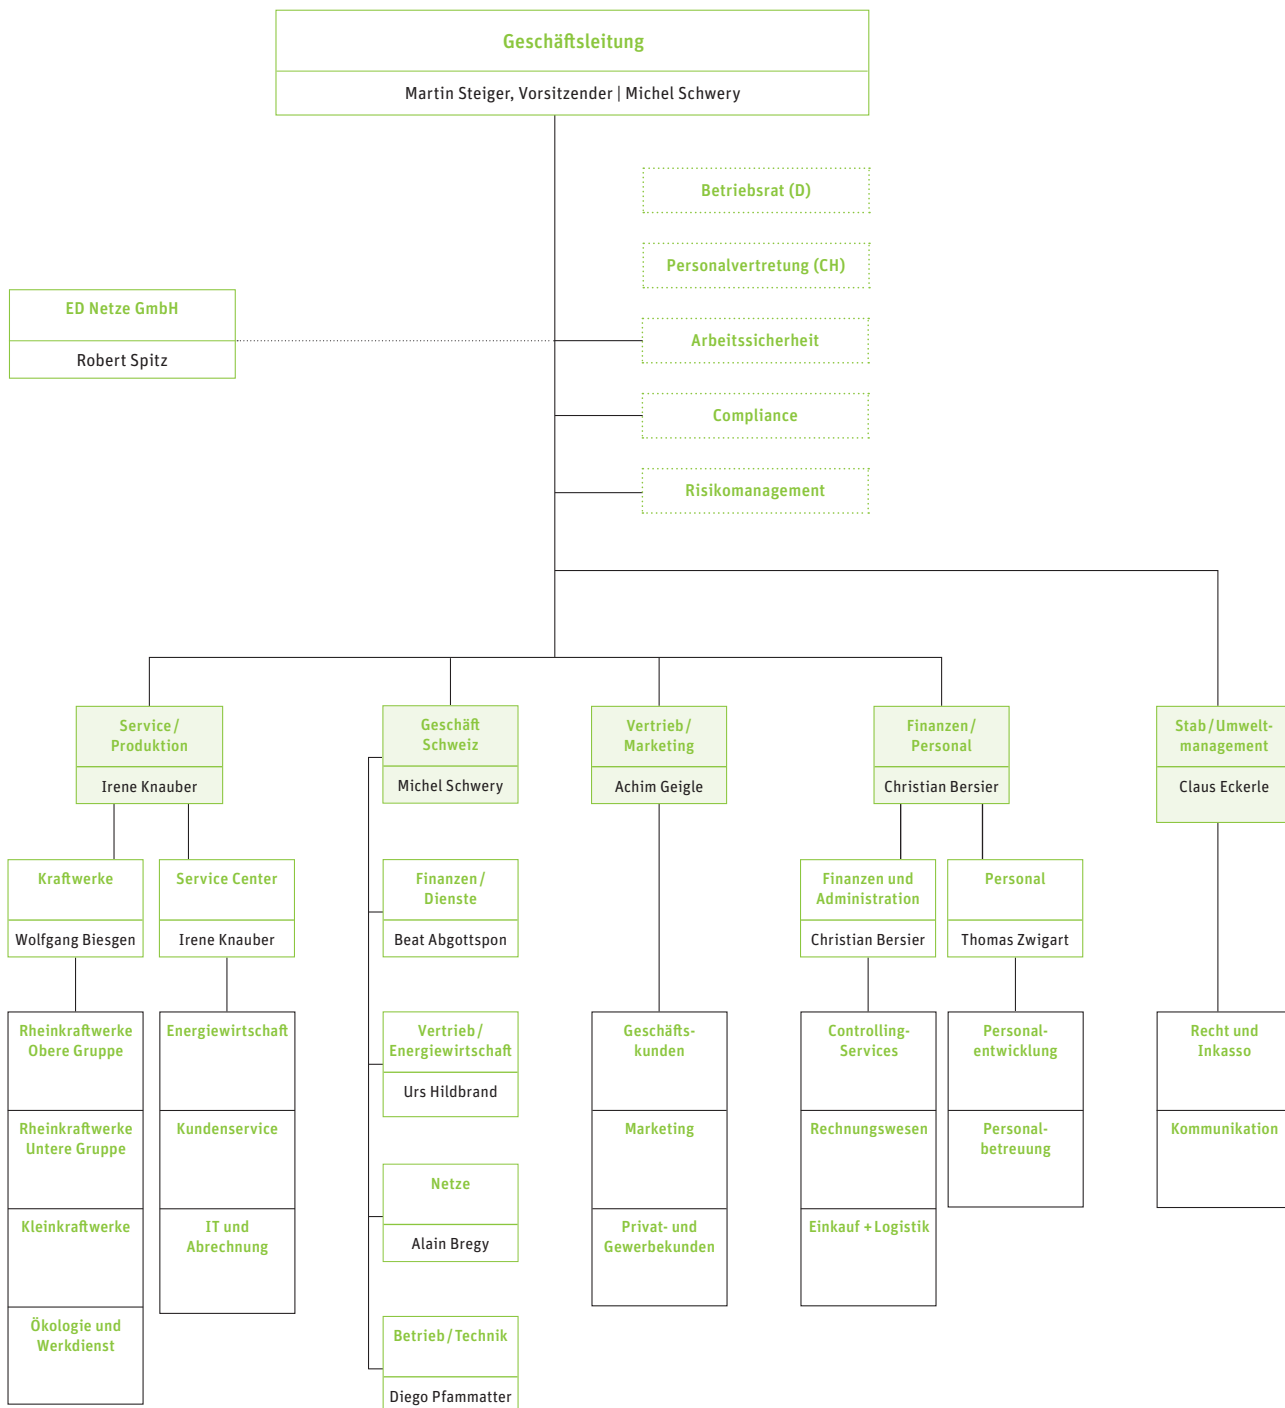 Geschäftsleitung
Martin Steiger, Vorsitzender | Michel Schwery
Betriebsrat (D)
Personalvertretung (CH)
ED Netze GmbH
Robert Spitz
Arbeitssicherheit
Compliance
Risikomanagement
Service /
Produktion
Irene Knauber
Geschäft
Schweiz
Michel Schwery
Vertrieb /
Marketing
Achim Geigle
Finanzen /
Personal
Christian Bersier
Stab / Umwelt-
management
Claus Eckerle
Kraftwerke
Wolfgang Biesgen
Service Center
Irene Knauber
Finanzen /
Dienste
Beat Abgottspon
Finanzen und
Administration
Christian Bersier
Personal
Thomas Zwigart
Rheinkraftwerke
Obere Gruppe
Rheinkraftwerke
Untere Gruppe
Kleinkraftwerke
Ökologie und
Werkdienst
Energiewirtschaft
Kundenservice
IT und
Abrechnung
Vertrieb /
Energiewirtschaft
Urs Hildbrand
Netze
Alain Bregy
Betrieb / Technik
Diego Pfammatter
Geschäfts-
kunden
Marketing
Privat- und
Gewerbekunden
Controlling-
Services
Rechnungswesen
Einkauf + Logistik
Personal-
entwicklung
Personal-
betreuung
Recht und
Inkasso
Kommunikation